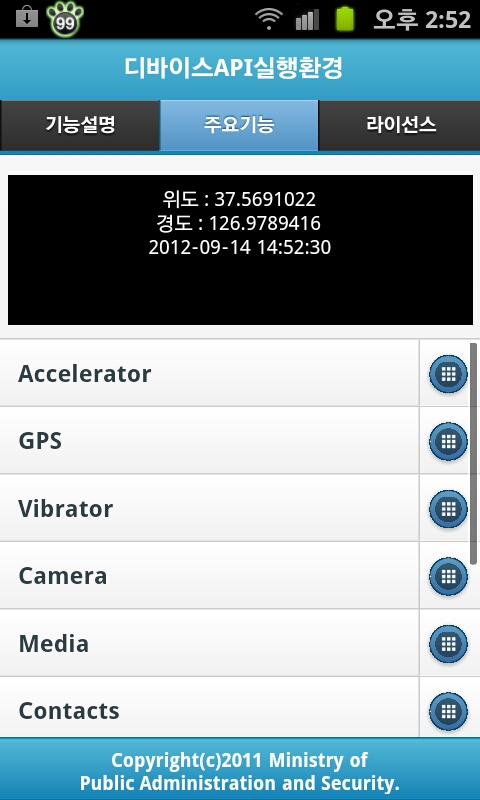 99
오후 2:52
디바이스API실행환경
기능설명
주요기능
라이선스
위도 : 37.5691022
경도 : 126.9789416
2012-09-14 14:52:30
Accelerator
GPS
Vibrator
Camera
Media
Contacts
Copyright(c)2011 Ministry of
Public Administration and Security.